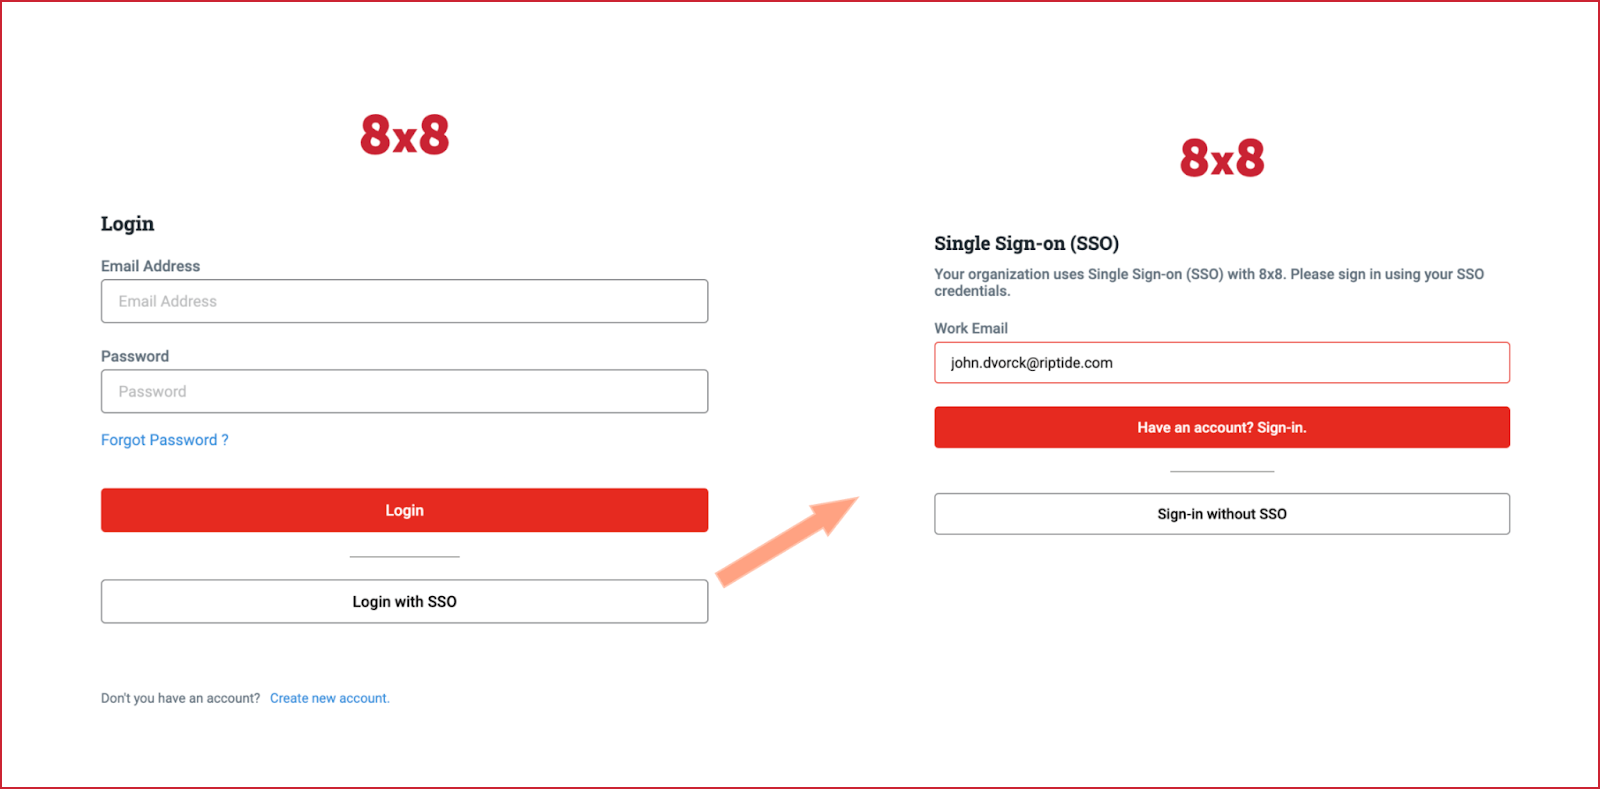 8x8
Login
Email Address
Email Address
Password
Password
Forgot Password ?
Login
Login with SSO
Don't you have an account? Create new account.
8x8
Single Sign-on (SSO)
Your organization uses Single Sign-on (SSO) with 8x8. Please sign in using your SSO
credentials.
Work Email
john.dvorck@riptide.com
Have an account? Sign-in.
Sign-in without SSO